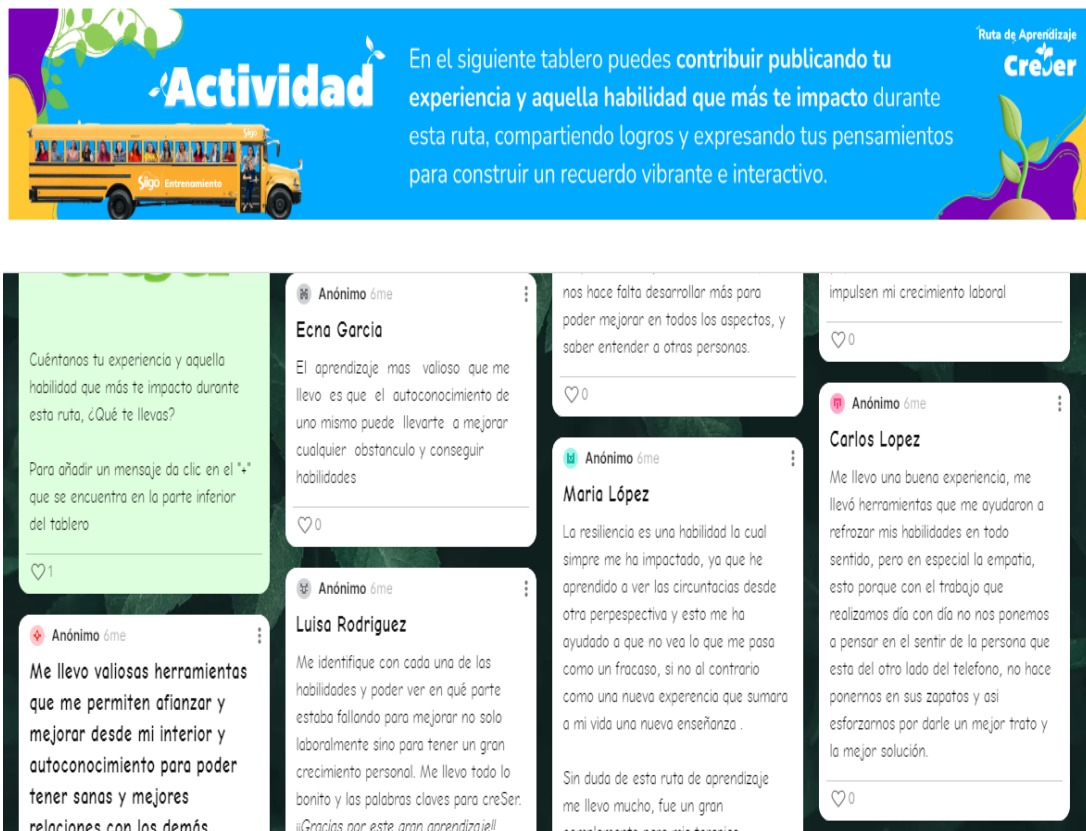 Actividad
En el siguiente tablero puedes contribuir publicando tu
experiencia y aquella habilidad que más te impacto durante
esta ruta, compartiendo logros y expresando tus pensamientos
para construir un recuerdo vibrante e interactivo.
Ruta de Aprendizaje
CreSer
Siigo
Siigo Entrenamiento
Cuéntanos tu experiencia y aquella
habilidad que más te impacto durante
esta ruta, ¿Qué te llevas?
Para añadir un mensaje da clic en el "+"
que se encuentra en la parte inferior
del tablero
1
Anónimo 6me
Me llevo valiosas herramientas
que me permiten afianzar y
mejorar desde mi interior y
autoconocimiento para poder
tener sanas y mejores
relaciones con los demás.
Anónimo 6me
Ecna Garcia
El aprendizaje mas valioso que me
llevo es que el autoconocimiento de
uno mismo puede llevarte a mejorar
cualquier obstanculo y conseguir
habilidades
0
Anónimo 6me
Luisa Rodriguez
Me identifique con cada una de las
habilidades y poder ver en qué parte
estaba fallando para mejorar no solo
laboralmente sino para tener un gran
crecimiento personal. Me llevo todo lo
bonito y las palabras claves para creSer.
¡¡Gracias por este gran aprendizaje!!
nos hace falta desarrollar más para
poder mejorar en todos los aspectos, y
saber entender a otras personas.
0
Anónimo 6me
Maria López
La resiliencia es una habilidad la cual
simpre me ha impactado, ya que he
aprendido a ver las circuntacias desde
otra perpespectiva y esto me ha
ayudado a que no vea lo que me pasa
como un fracaso, si no al contrario
como una nueva experencia que sumara
a mi vida una nueva enseñanza .
Sin duda de esta ruta de aprendizaje
me llevo mucho, fue un gran
complemento para mis terapias
impulsen mi crecimiento laboral
0
Anónimo 6me
Carlos Lopez
Me llevo una buena experiencia, me
llevó herramientas que me ayudaron a
refrozar mis habilidades en todo
sentido, pero en especial la empatia,
esto porque con el trabajo que
realizamos día con día no nos ponemos
a pensar en el sentir de la persona que
esta del otro lado del telefono, no hace
ponernos en sus zapatos y asi
esforzarnos por darle un mejor trato y
la mejor solución.
0